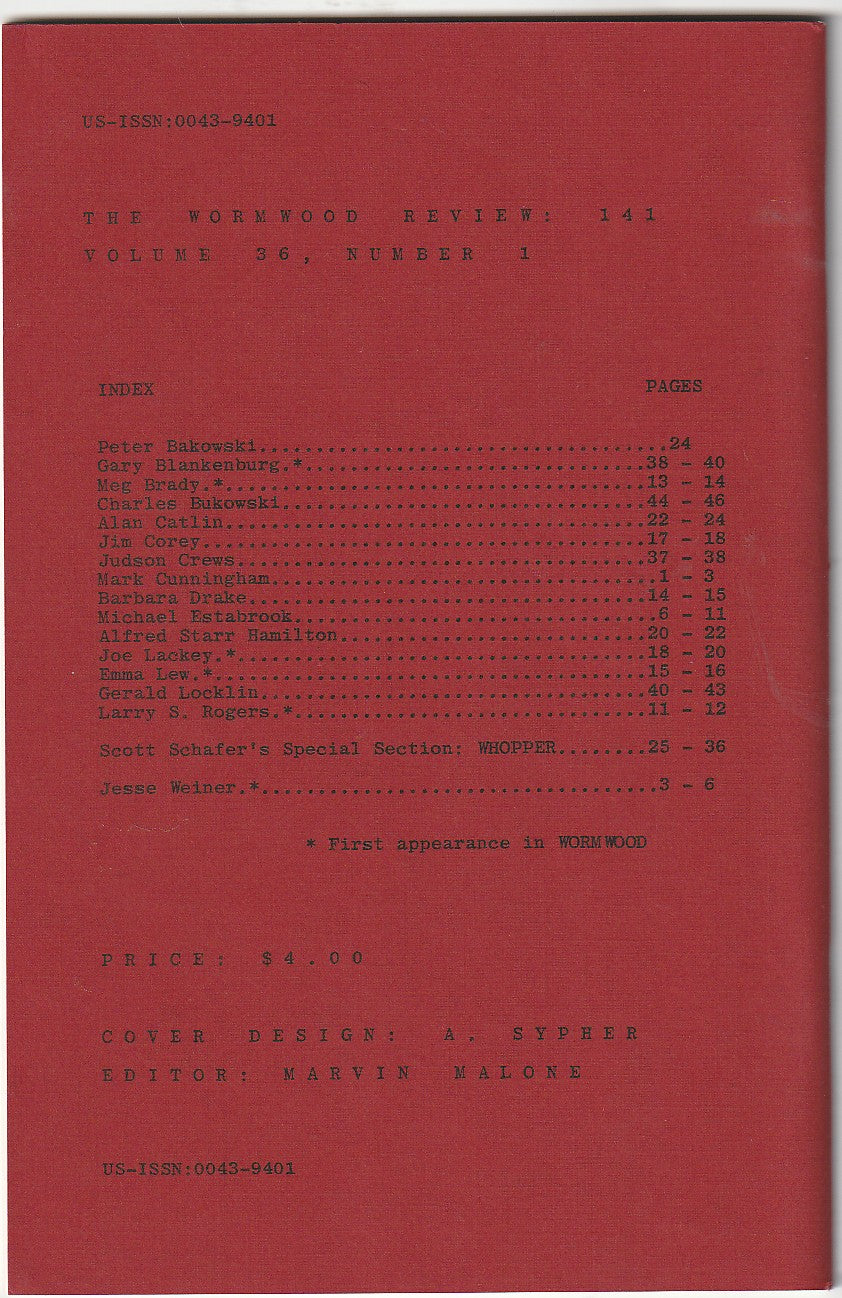 US-ISSN:0043-9401
THE WORMWOOD REVIEW: 141
VOLUME 36, NUMBER 1
INDEX PAGES
Peter Bakowski....................................24
Gary Blankenburg.*..............................38 - 40
Meg Brady.*.....................................13 - 14
Charles Bukowski................................44 - 46
Alan Catlin.....................................22 - 24
Jim Corey.......................................17 - 18
Judson Crews....................................37 - 38
Mark Cunningham..................................1 - 3
Barbara Drake...................................14 - 15
Michael Estabrook................................6 - 11
Alfred Starr Hamilton...........................20 - 22
Joe Lackey.*....................................18 - 20
Emma Lew.*......................................15 - 16
Gerald Locklin..................................40 - 43
Larry S. Rogers.*...............................11 - 12
Scott Schafer's Special Section: WHOPPER........25 - 36
Jesse Weiner.*...................................3 - 6
* First appearance in WORMWOOD
PRICE: $4.00
COVER DESIGN: A. SYPHER
EDITOR: MARVIN MALONE
US-ISSN:0043-9401